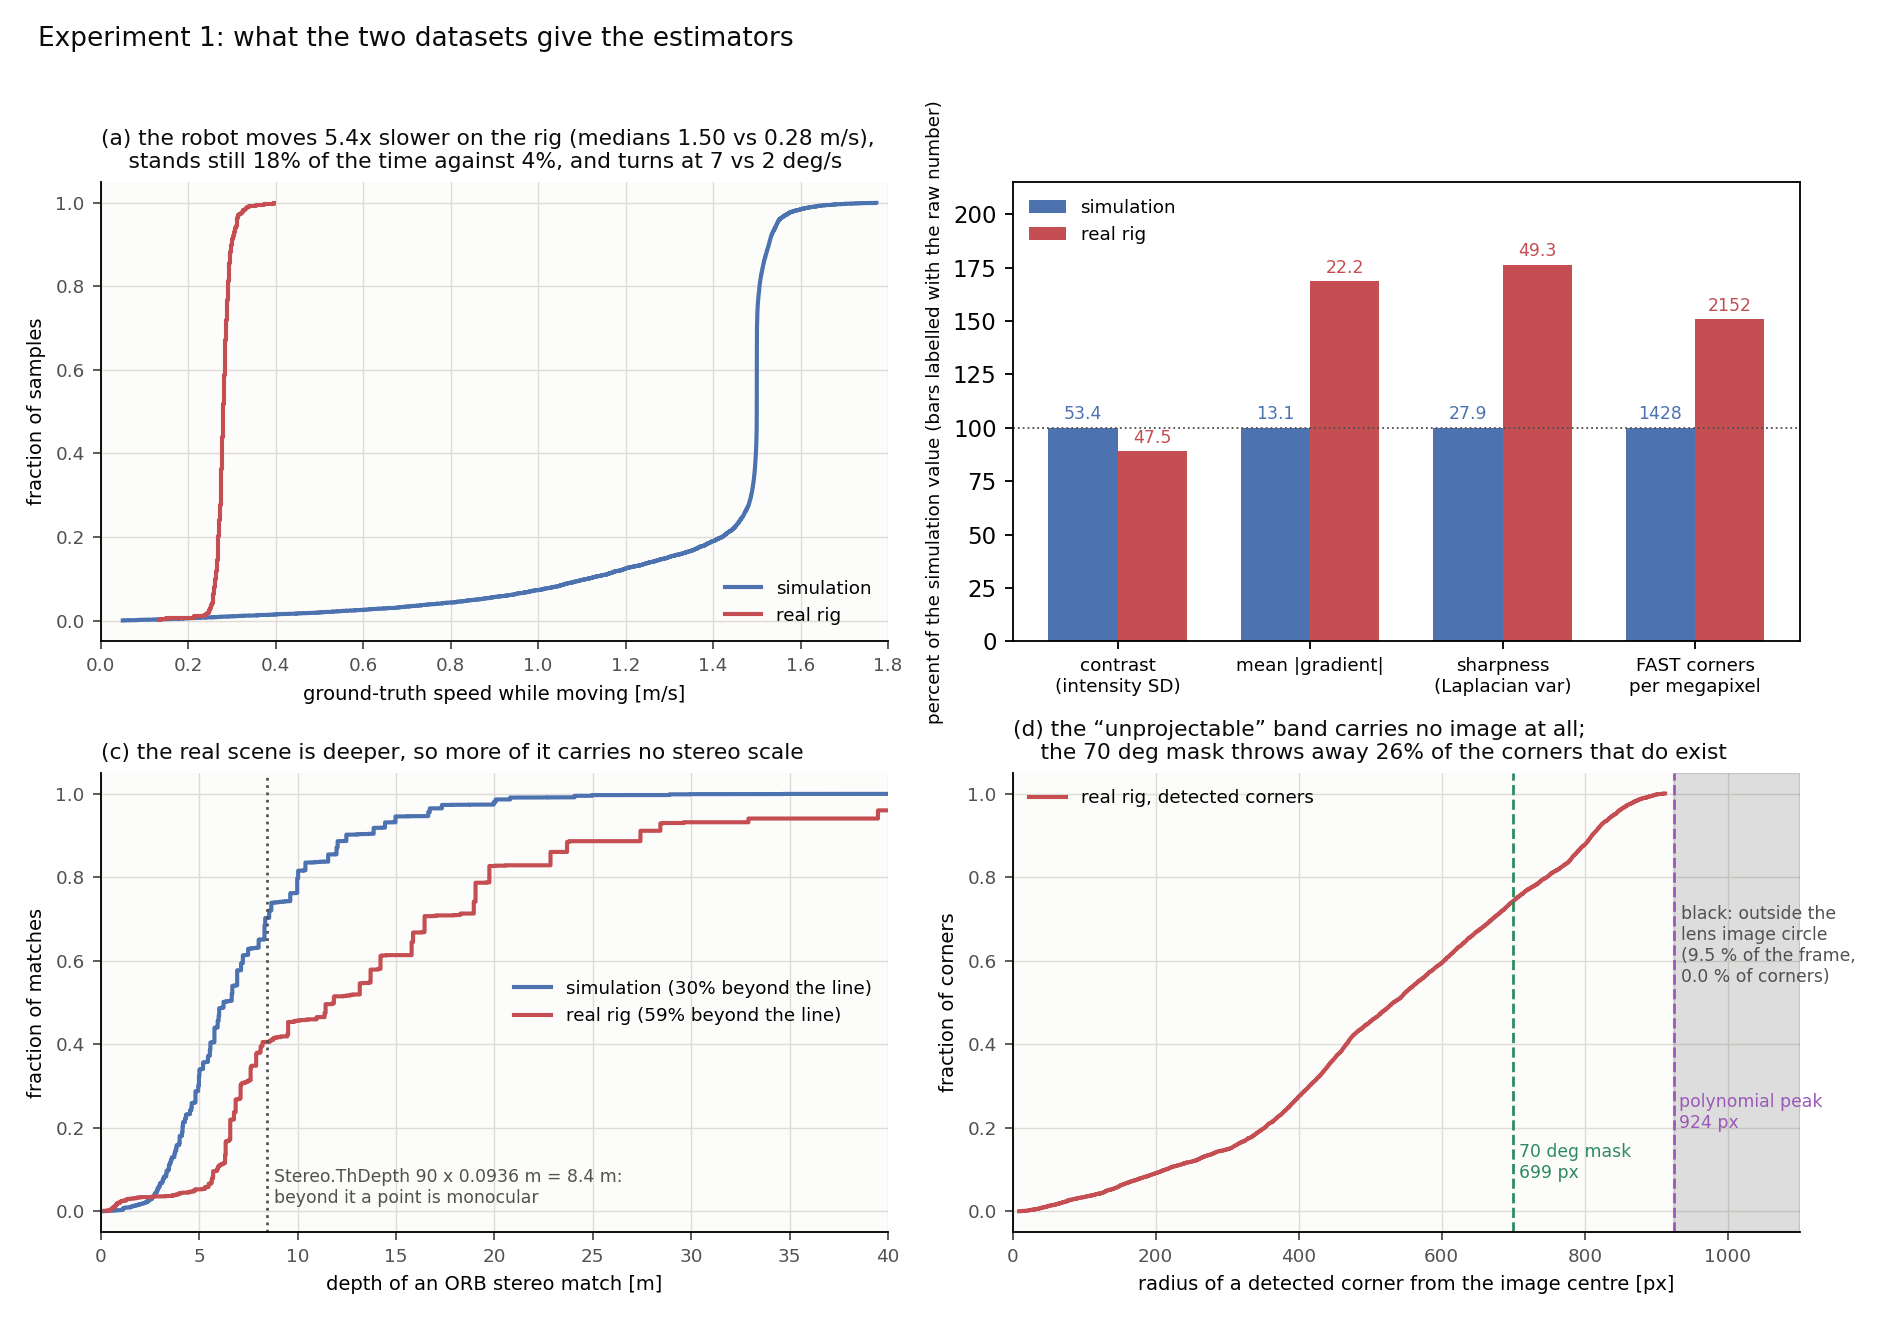 Experiment 1: what the two datasets give the estimators
(a) the robot moves 5.4x slower on the rig (medians 1.50 vs 0.28 m/s),
stands still 18% of the time against 4%, and turns at 7 vs 2 deg/s
fraction of samples
1.0
0.8
0.6
0.4
0.2
0.0
simulation
real rig
0.0 0.2 0.4 0.6 0.8 1.0 1.2 1.4 1.6 1.8
ground-truth speed while moving [m/s]
percent of the simulation value (bars labelled with the raw number)
200
175
150
125
100
75
50
25
0
simulation
real rig
53.4
47.5
13.1
22.2
27.9
49.3
1428
2152
contrast
(intensity SD)
mean |gradient|
sharpness
(Laplacian var)
FAST corners
per megapixel
(c) the real scene is deeper, so more of it carries no stereo scale
fraction of matches
1.0
0.8
0.6
0.4
0.2
0.0
simulation (30% beyond the line)
real rig (59% beyond the line)
Stereo.ThDepth 90 x 0.0936 m = 8.4 m:
beyond it a point is monocular
0 5 10 15 20 25 30 35 40
depth of an ORB stereo match [m]
(d) the “unprojectable” band carries no image at all;
the 70 deg mask throws away 26% of the corners that do exist
fraction of corners
1.0
0.8
0.6
0.4
0.2
0.0
real rig, detected corners
black: outside the
lens image circle
(9.5 % of the frame,
0.0 % of corners)
polynomial peak
924 px
70 deg mask
699 px
0 200 400 600 800 1000
radius of a detected corner from the image centre [px]